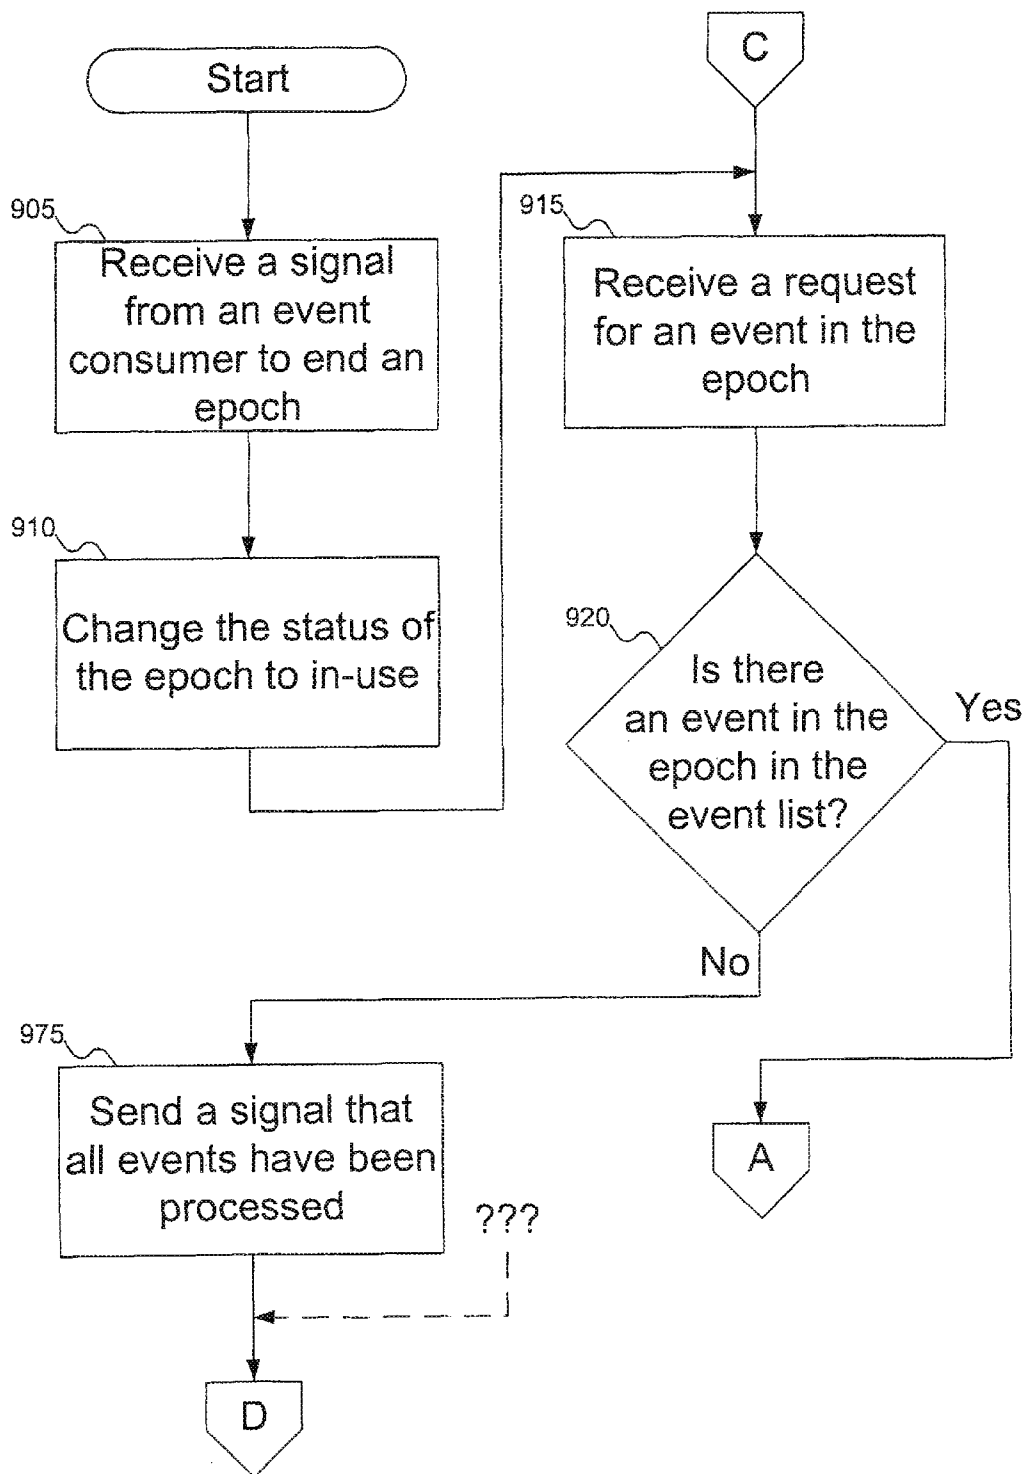 Start
905
Receive a signal
from an event
consumer to end an
epoch
910
Change the status of
the epoch to in-use
C
915
Receive a request
for an event in the
epoch
920
Is there
an event in the
epoch in the
event list?
Yes
No
975
Send a signal that
all events have been
processed
???
A
D